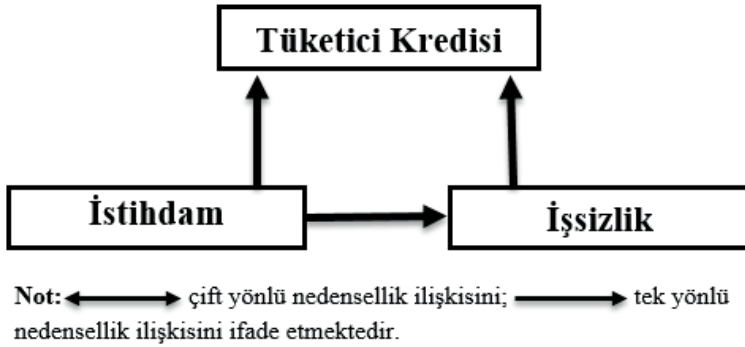 Tüketici Kredisi
İstihdam
İşsizlik
Not: çift yönlü nedensellik ilişkisini; tek yönlü
nedensellik ilişkisini ifade etmektedir.